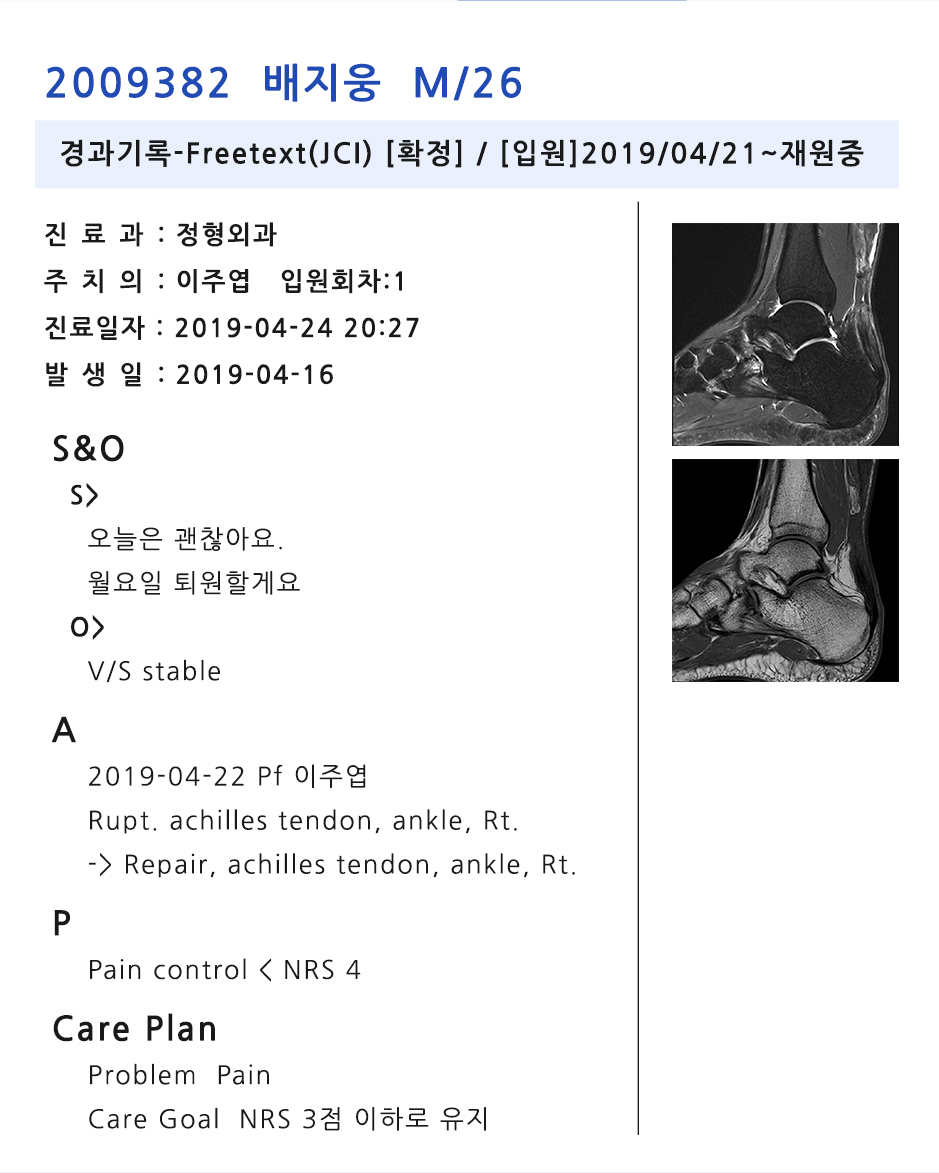 2009382 배지웅 M/26
경과기록-Freetext(JCI) [확정] / [입원]2019/04/21~재원중
진 료 과 : 정형외과
주 치 의 : 이주엽 입원회차:1
진료일자 : 2019-04-24 20:27
발 생 일 : 2019-04-16
S&O
S>
오늘은 괜찮아요.
월요일 퇴원할게요
O>
V/S stable
A
2019-04-22 Pf 이주엽
Rupt. achilles tendon, ankle, Rt.
-> Repair, achilles tendon, ankle, Rt.
P
Pain control < NRS 4
Care Plan
Problem Pain
Care Goal NRS 3점 이하로 유지